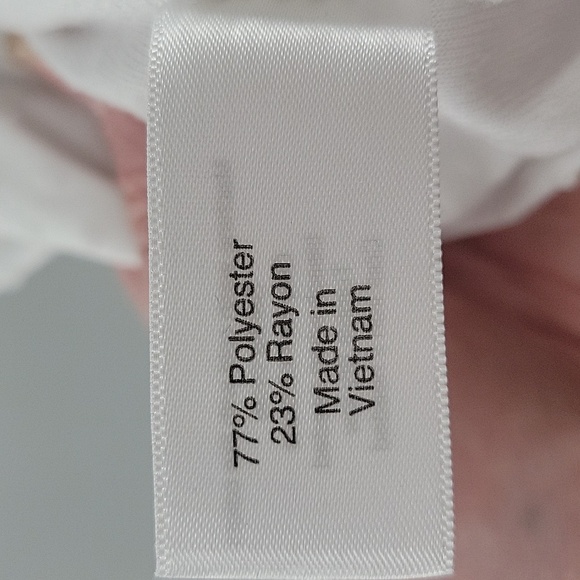 77% Polyester
23% Rayon
Made in
Vietnam